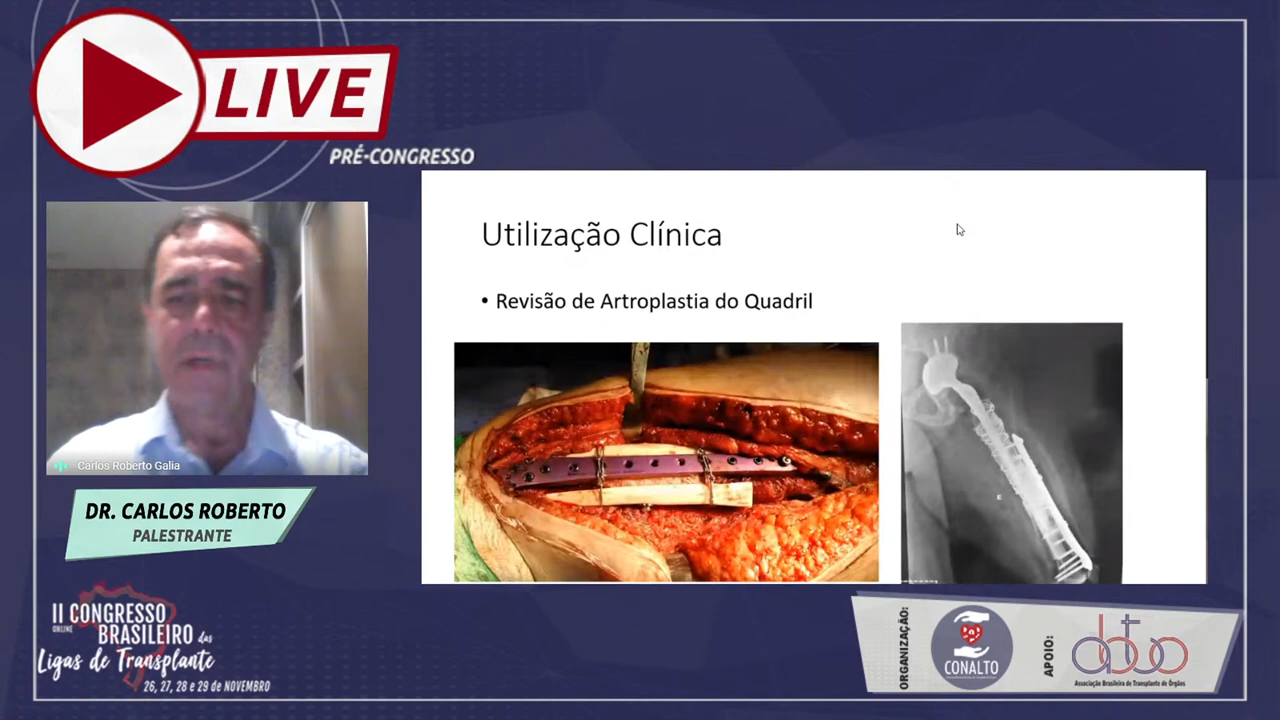 LIVE
PRÉ-CONGRESSO
Utilização Clínica
• Revisão de Artroplastia do Quadril
E
Carlos Roberto Galia
DR. CARLOS ROBERTO
PALESTRANTE
II CONGRESSO
ONLINE
BRASILEIRO das
Ligas de Transplante
26, 27, 28 e 29 de NOVEMBRO
ORGANIZAÇÃO:
CONALTO
APOIO:
abto
Associação Brasileira de Transplante de Órgãos